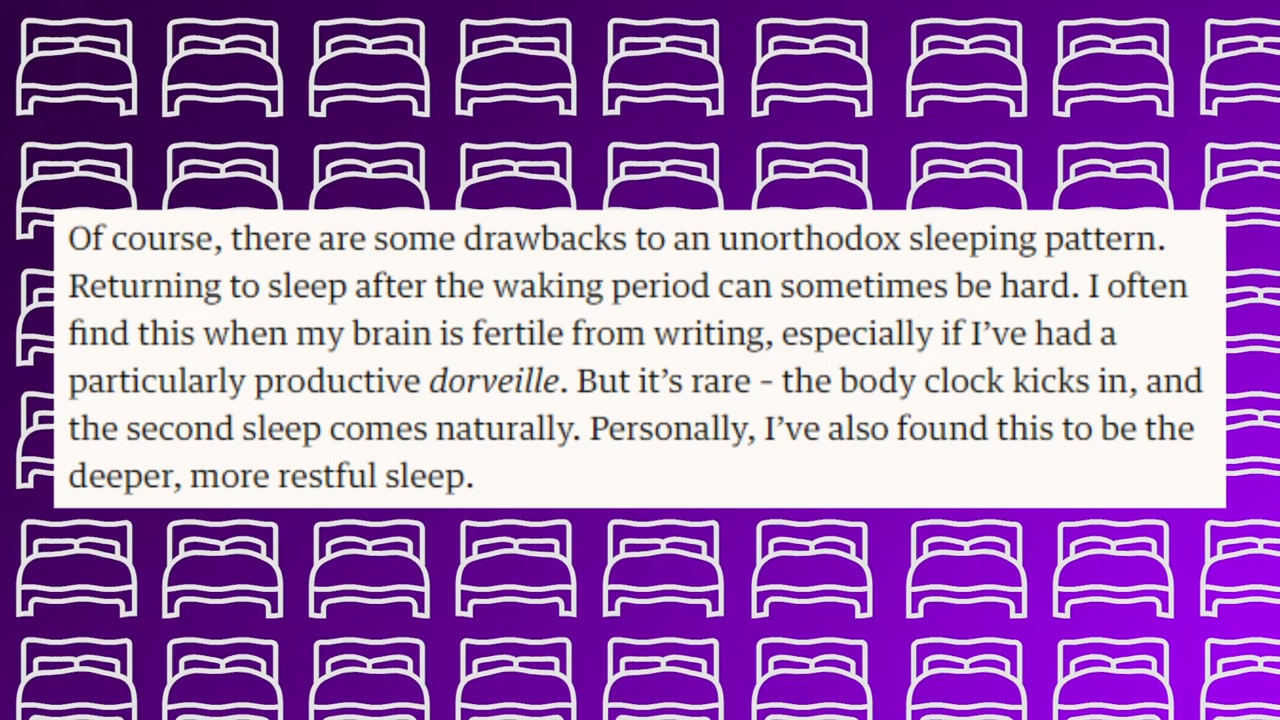 Of course, there are some drawbacks to an unorthodox sleeping pattern.
Returning to sleep after the waking period can sometimes be hard. I often
find this when my brain is fertile from writing, especially if I’ve had a
particularly productive dorveille. But it’s rare – the body clock kicks in, and
the second sleep comes naturally. Personally, I’ve also found this to be the
deeper, more restful sleep.